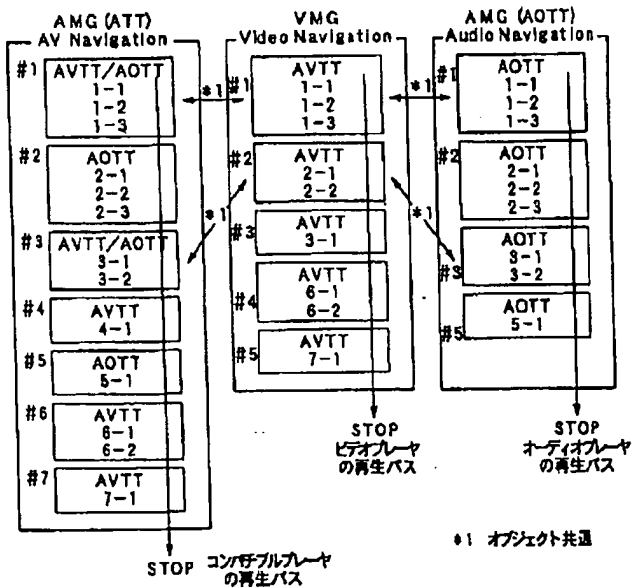 AMG (ATT)
AV Navigation
#1
AVTT/AOTT
1-1
1-2
1-3
#2
AOTT
2-1
2-2
2-3
#3
AVTT/AOTT
3-1
3-2
#4
AVTT
4-1
#5
AOTT
5-1
#6
AVTT
6-1
6-2
#7
AVTT
7-1
STOP
コンパチブルプレーヤ
の再生パス
*1
*1
VMG
Video Navigation
#1
AVTT
1-1
1-2
1-3
#2
AVTT
2-1
2-2
#3
AVTT
3-1
#4
AVTT
6-1
6-2
#5
AVTT
7-1
STOP
ビデオプレーヤ
の再生パス
*1
*1
AMG (AOTT)
Audio Navigation
#1
AOTT
1-1
1-2
1-3
#2
AOTT
2-1
2-2
2-3
#3
AOTT
3-1
3-2
#5
AOTT
5-1
STOP
オーディオプレーヤ
の再生パス
*1 オブジェクト共通